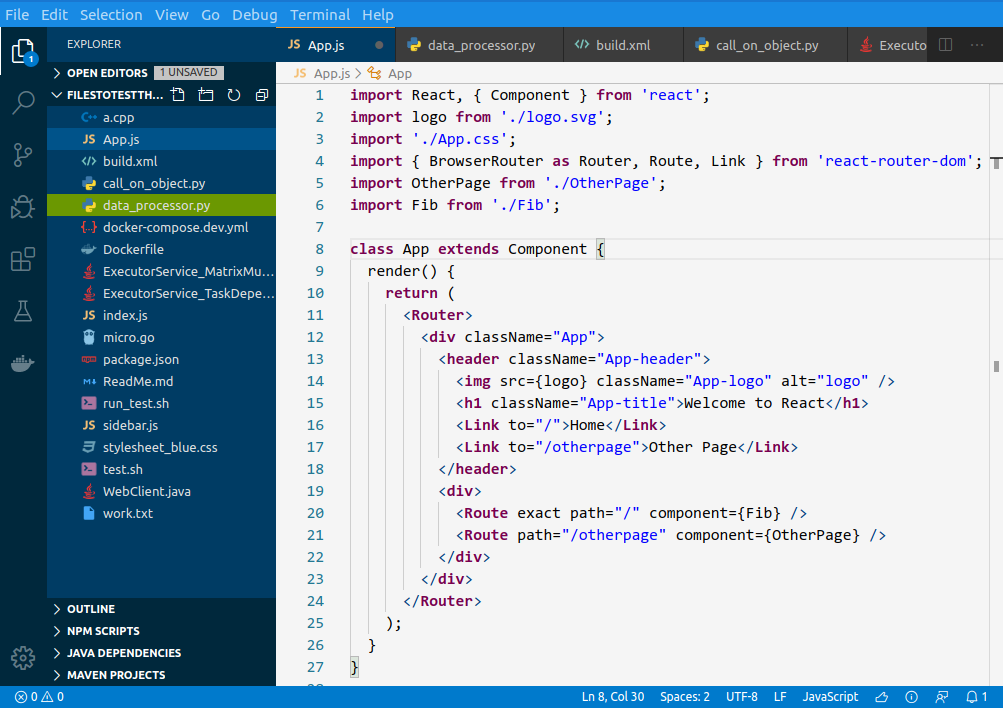 File Edit Selection View Go Debug Terminal Help
1
EXPLORER
OPEN EDITORS 1 UNSAVED
FILESTOTESTTH...
C++ a.cpp
JS App.js
build.xml
call_on_object.py
data_processor.py
docker-compose.dev.yml
Dockerfile
ExecutorService_MatrixMu...
ExecutorService_TaskDepe...
JS index.js
micro.go
package.json
ReadMe.md
run_test.sh
JS sidebar.js
stylesheet_blue.css
test.sh
WebClient.java
work.txt
OUTLINE
NPM SCRIPTS
JAVA DEPENDENCIES
MAVEN PROJECTS
JS App.js data_processor.py build.xml call_on_object.py Executo ...
JS App.js > App
1 import React, { Component } from 'react';
2 import logo from './logo.svg';
3 import './App.css';
4 import { BrowserRouter as Router, Route, Link } from 'react-router-dom';
5 import OtherPage from './OtherPage';
6 import Fib from './Fib';
7
8 class App extends Component {
9 render() {
10 return (
11 <Router>
12 <div className="App">
13 <header className="App-header">
14 <img src={logo} className="App-logo" alt="logo" />
15 <h1 className="App-title">Welcome to React</h1>
16 <Link to="/">Home</Link>
17 <Link to="/otherpage">Other Page</Link>
18 </header>
19 <div>
20 <Route exact path="/" component={Fib} />
21 <Route path="/otherpage" component={OtherPage} />
22 </div>
23 </div>
24 </Router>
25 );
26 }
27 }
0 0 Ln 8, Col 30 Spaces: 2 UTF-8 LF JavaScript 1